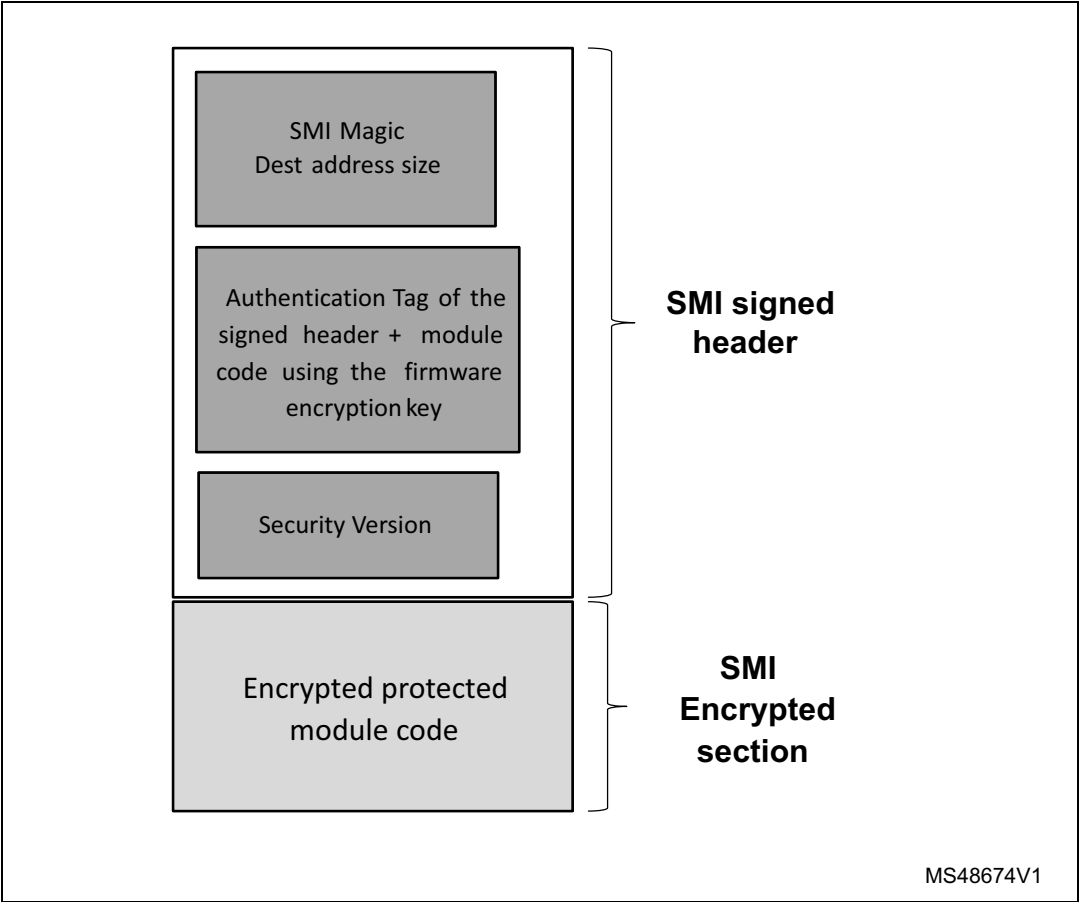 SMI Magic
Dest address size
Authentication Tag of the
signed header + module
code using the firmware
encryption key
Security Version
SMI signed
header
Encrypted protected
module code
SMI
Encrypted
section
MS48674V1